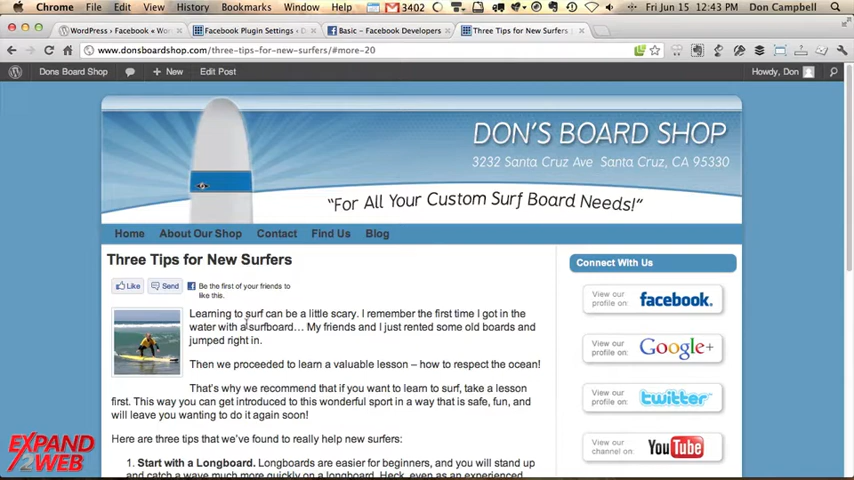 Chrome File Edit View History Bookmarks Window Help 3402 Fri Jun 15 12:43 PM Don Campbell
WordPress › Facebook « Wo
Facebook Plugin Settings ‹ D
Basic – Facebook Developers
Three Tips for New Surfers |
www.donsboardshop.com/three-tips-for-new-surfers/#more-20
Dons Board Shop + New Edit Post Howdy, Don
DON'S BOARD SHOP
3232 Santa Cruz Ave Santa Cruz, CA 95330
"For All Your Custom Surf Board Needs!"
Home About Our Shop Contact Find Us Blog
Three Tips for New Surfers
Like Send Be the first of your friends to
like this.
Learning to surf can be a little scary. I remember the first time I got in the
water with a surfboard… My friends and I just rented some old boards and
jumped right in.
Then we proceeded to learn a valuable lesson – how to respect the ocean!
That's why we recommend that if you want to learn to surf, take a lesson
first. This way you can get introduced to this wonderful sport in a way that is safe, fun, and
will leave you wanting to do it again soon!
Here are three tips that we've found to really help new surfers:
1. Start with a Longboard. Longboards are easier for beginners, and you will stand up
and catch a wave much more quickly on a longboard. Heck, even as an experienced
Connect With Us
View our
profile on:
facebook.
View our
profile on:
Google+
View our
profile on:
twitter
View our
channel on:
YouTube
EXPAND
2WEB